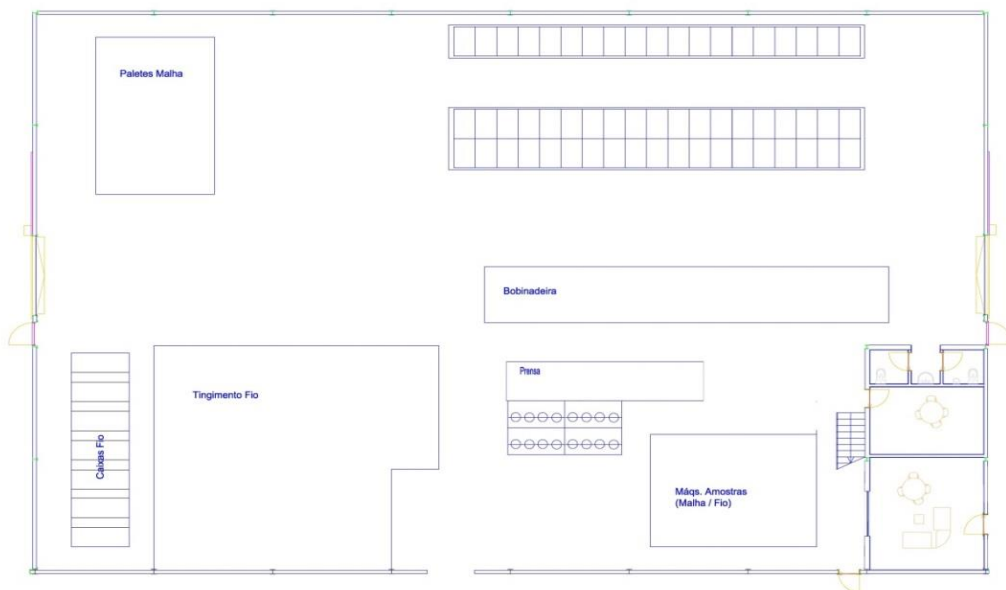 Paletes Malha
Bobinadeira
Prensa
Tingimento Fio
Caixas Fio
Máqs. Amostras
(Malha / Fio)